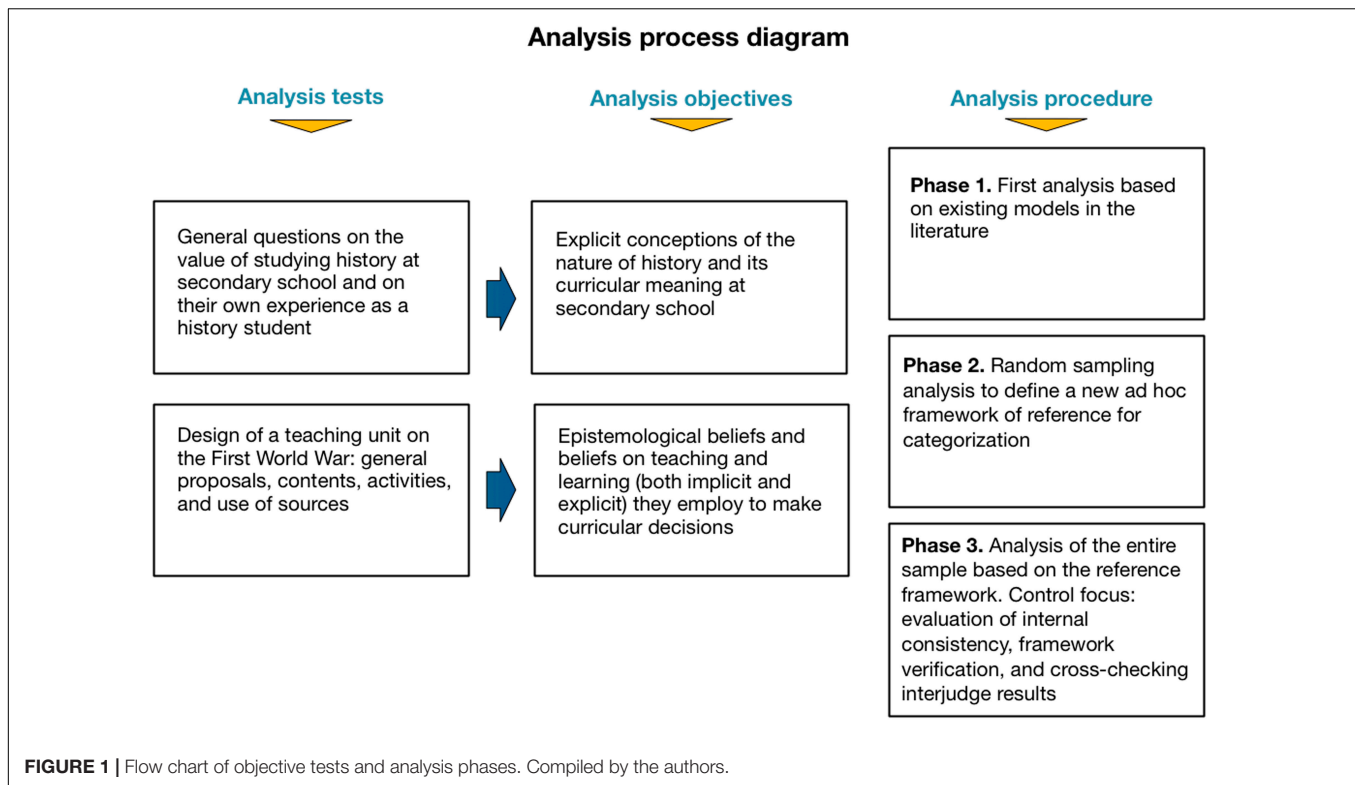 Analysis process diagram
Analysis tests
General questions on the
value of studying history at
secondary school and on
their own experience as a
history student
Design of a teaching unit on
the First World War: general
proposals, contents, activities,
and use of sources
Analysis objectives
Explicit conceptions of the
nature of history and its
curricular meaning at
secondary school
Epistemological beliefs and
beliefs on teaching and
learning (both implicit and
explicit) they employ to make
curricular decisions
Analysis procedure
Phase 1. First analysis based
on existing models in the
literature
Phase 2. Random sampling
analysis to define a new ad hoc
framework of reference for
categorization
Phase 3. Analysis of the entire
sample based on the reference
framework. Control focus:
evaluation of internal
consistency, framework
verification, and cross-checking
interjudge results
FIGURE 1 | Flow chart of objective tests and analysis phases. Compiled by the authors.